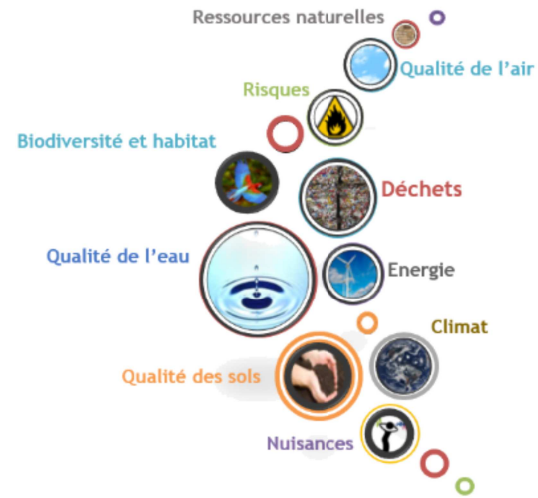 Ressources naturelles
Qualité de l'air
Risques
Biodiversité et habitat
Déchets
Qualité de l'eau
Energie
Climat
Qualité des sols
Nuisances